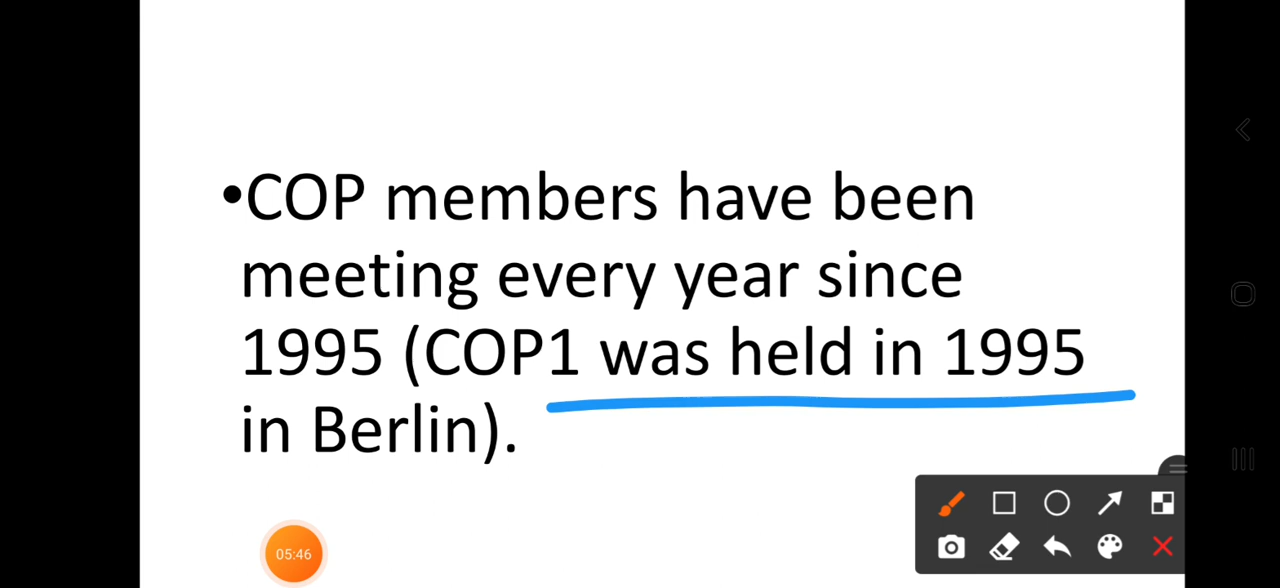 •COP members have been
meeting every year since
1995 (COP1 was held in 1995
in Berlin).
05:46